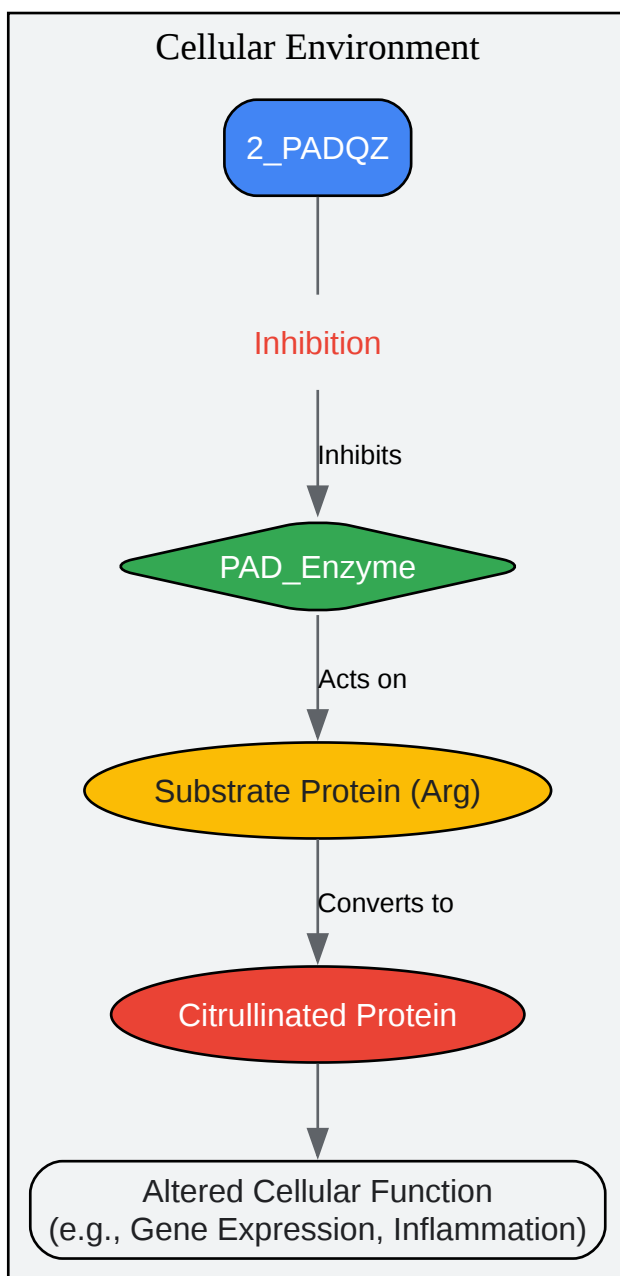 Cellular Environment
2_PADQZ
Inhibition
Inhibits
PAD_Enzyme
Acts on
Substrate Protein (Arg)
Converts to
Citrullinated Protein
Altered Cellular Function
(e.g., Gene Expression, Inflammation)